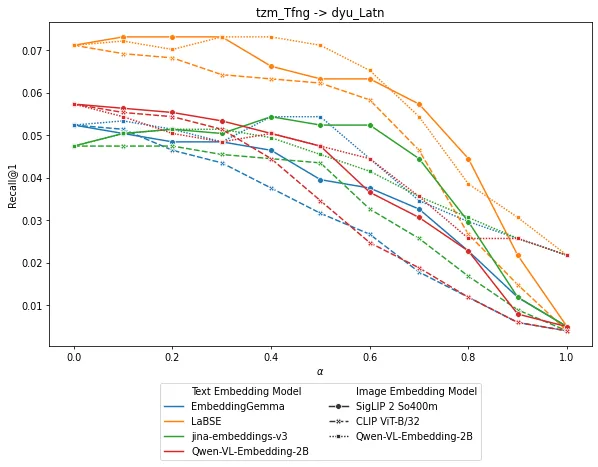 tzm_Tfng -> dyu_Latn
0.07
0.06
0.05
0.04
0.03
0.02
0.01
Recall@1
0.0 0.2 0.4 0.6 0.8 1.0
α
Text Embedding Model Image Embedding Model
EmbeddingGemma SigLIP 2 So400m
LaBSE CLIP ViT-B/32
jina-embeddings-v3 Qwen-VL-Embedding-2B
Qwen-VL-Embedding-2B